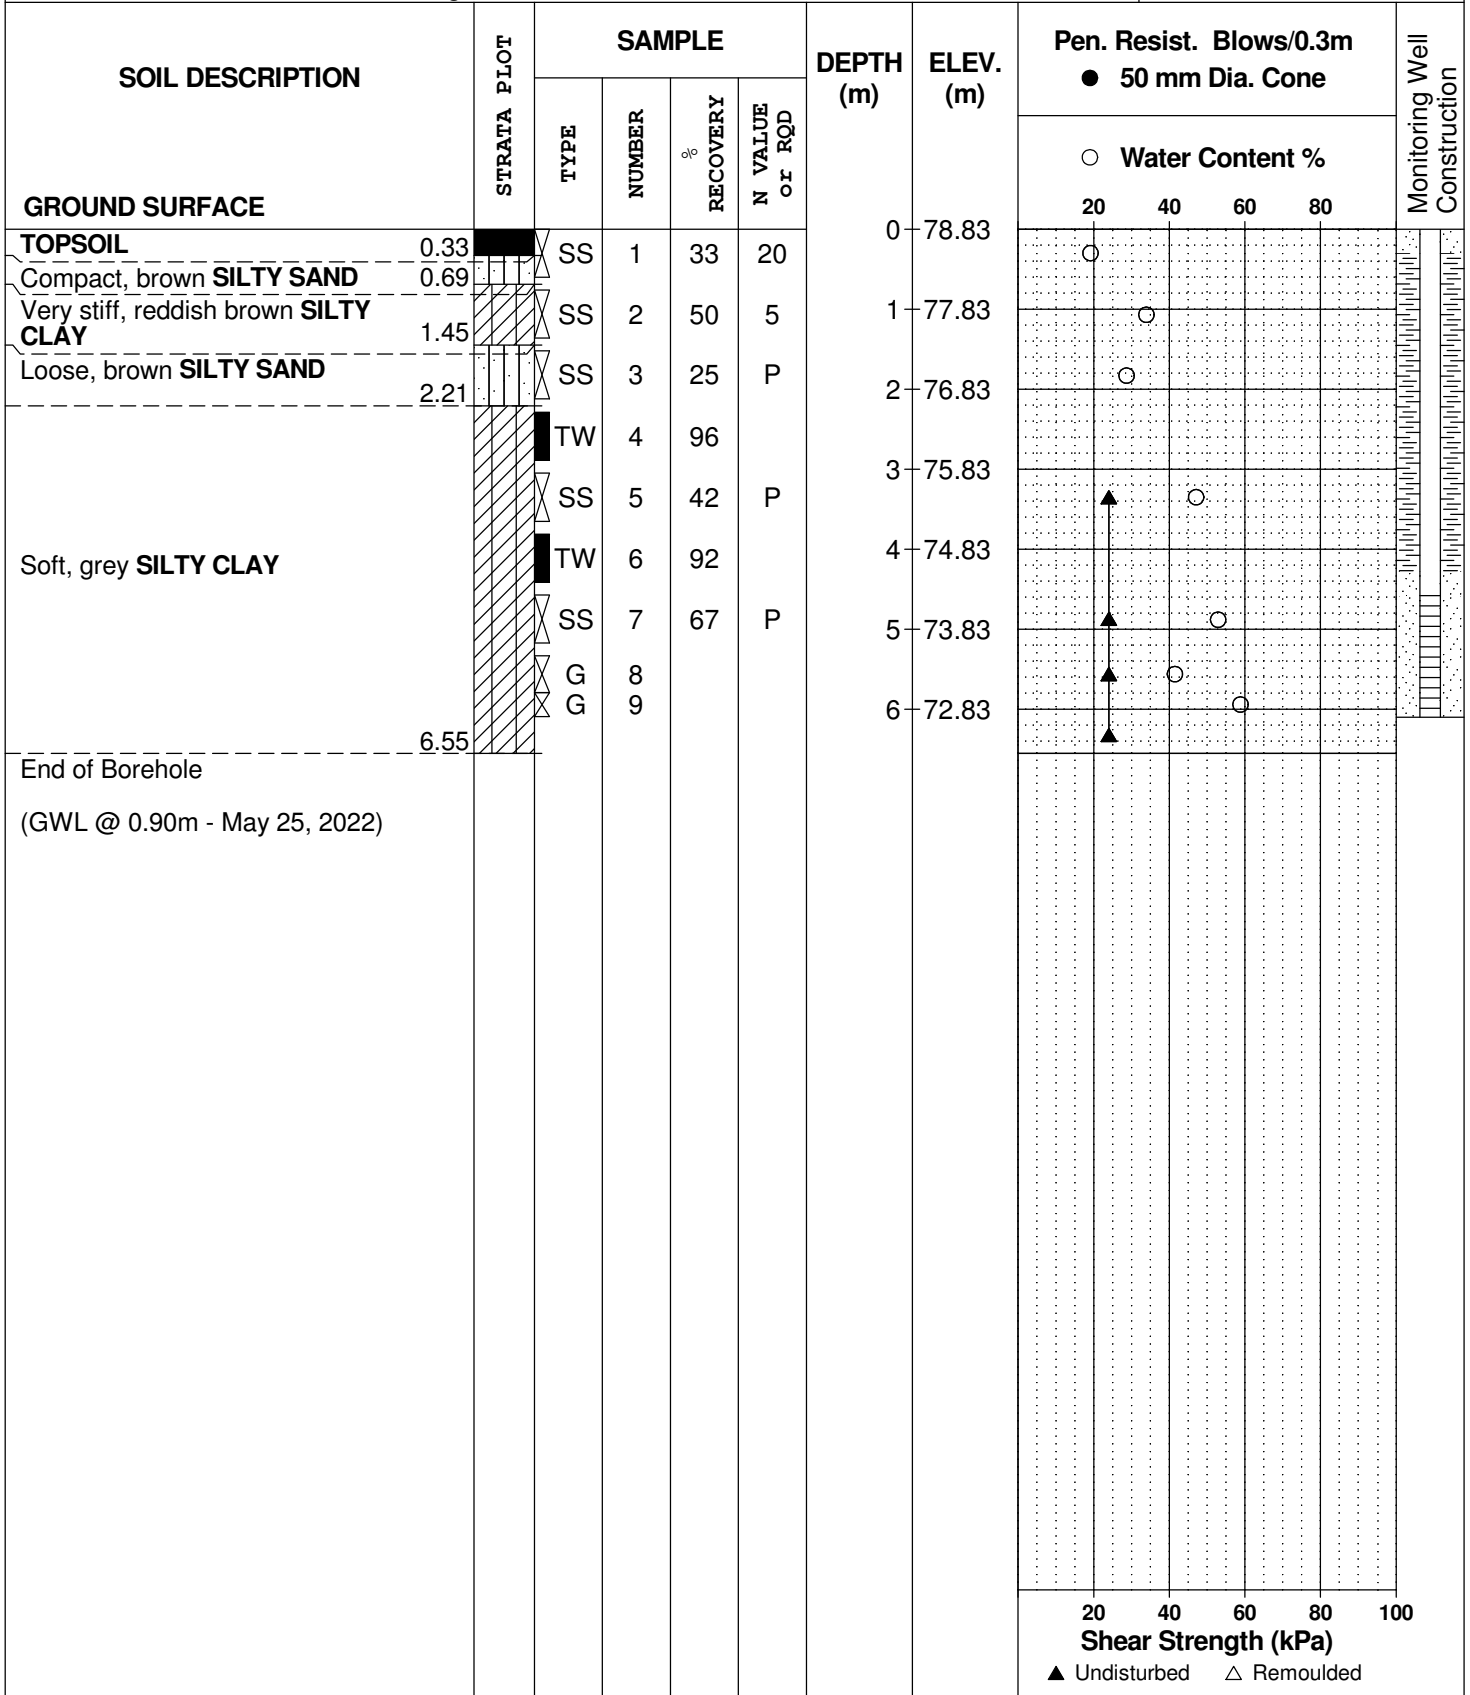 SOIL DESCRIPTION
GROUND SURFACE
STRATA PLOT
SAMPLE
TYPE
NUMBER
%
RECOVERY
N VALUE
or RQD
DEPTH
(m)
ELEV.
(m)
Pen. Resist. Blows/0.3m
● 50 mm Dia. Cone
○ Water Content %
20 40 60 80
Monitoring Well
Construction
0 78.83
TOPSOIL 0.33
SS 1 33 20
Compact, brown SILTY SAND 0.69
Very stiff, reddish brown SILTY
CLAY 1.45
SS 2 50 5
1 77.83
Loose, brown SILTY SAND
2.21
SS 3 25 P
2 76.83
TW 4 96
3 75.83
SS 5 42 P
4 74.83
Soft, grey SILTY CLAY
TW 6 92
SS 7 67 P
5 73.83
G 8
G 9
6 72.83
6.55
End of Borehole
(GWL @ 0.90m - May 25, 2022)
20 40 60 80 100
Shear Strength (kPa)
▲ Undisturbed △ Remoulded